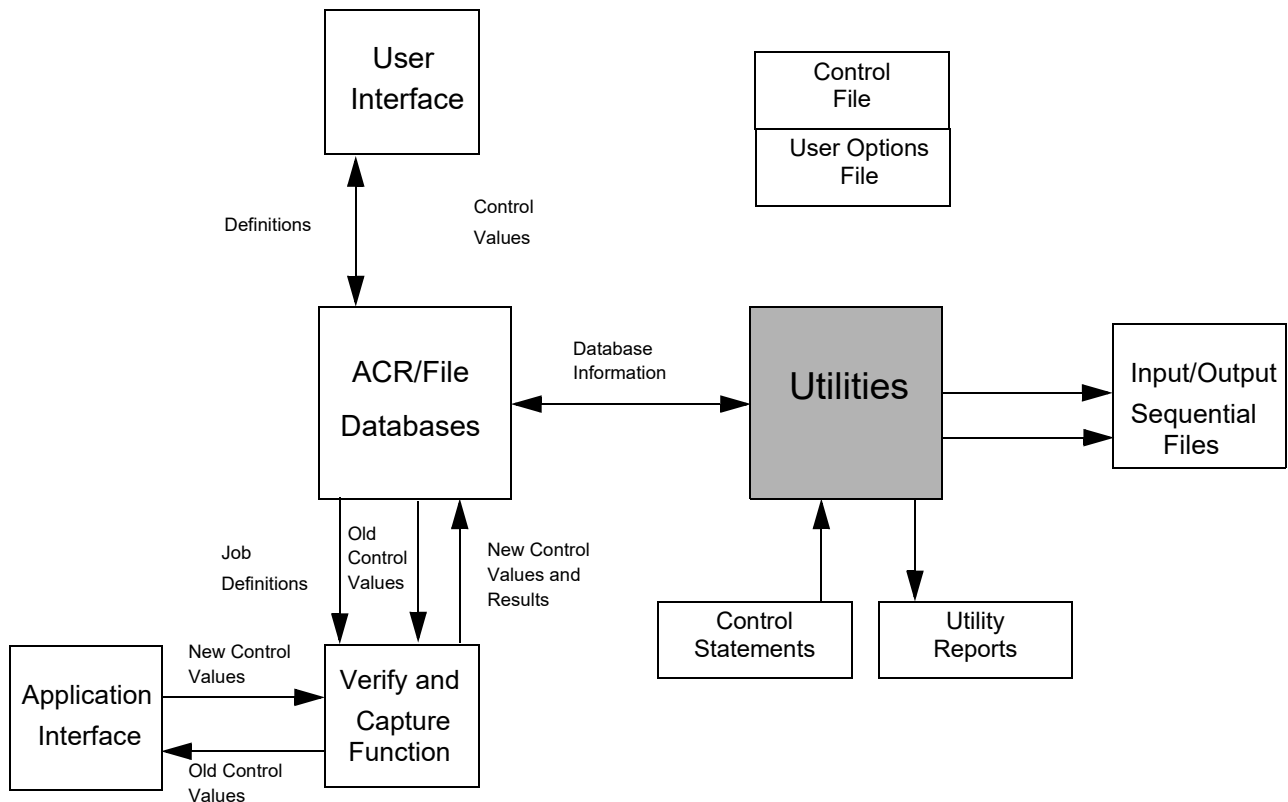 User
Interface
Control
File
User Options
File
Definitions
Control
Values
ACR/File
Databases
Database
Information
Utilities
Input/Output
Sequential
Files
Job
Definitions
Old
Control
Values
New Control
Values and
Results
Control
Statements
Utility
Reports
Application
Interface
New Control
Values
Verify and
Capture
Function
Old Control
Values